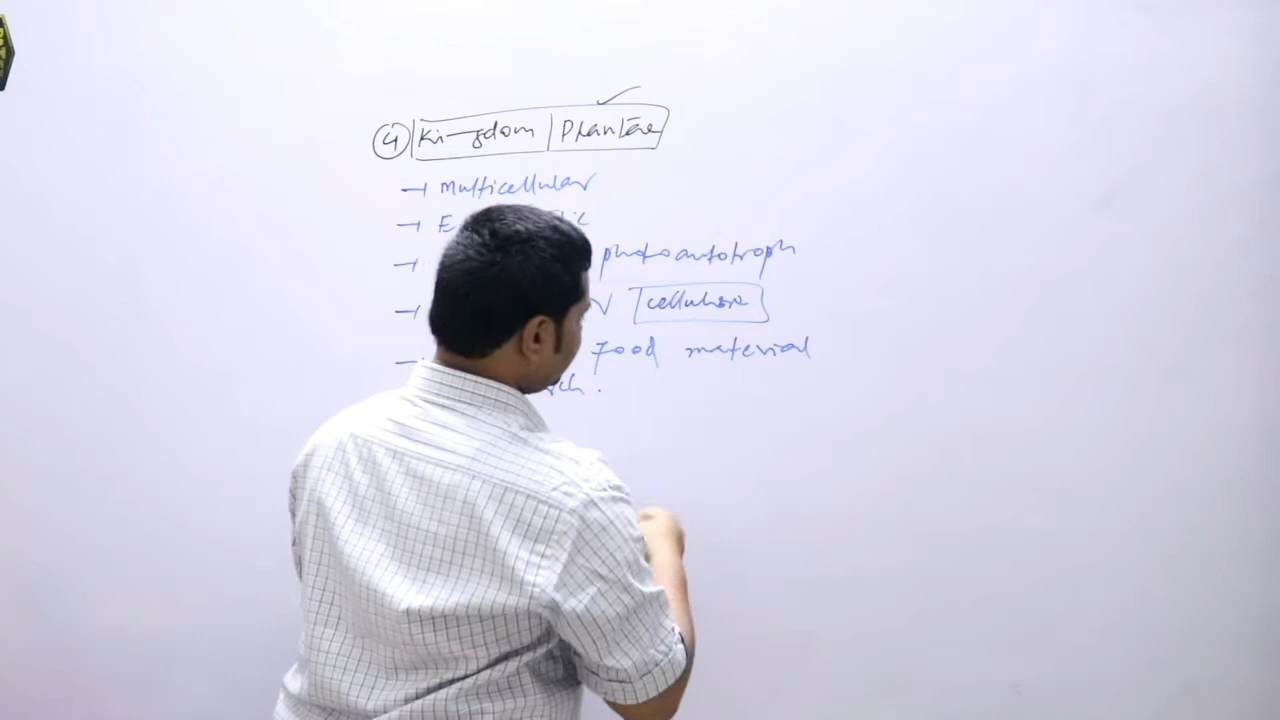 ④ Kingdom | Plantae ✓
→ Multicellular
→ E
→ photoautotroph
→ cellulose
→ Food material